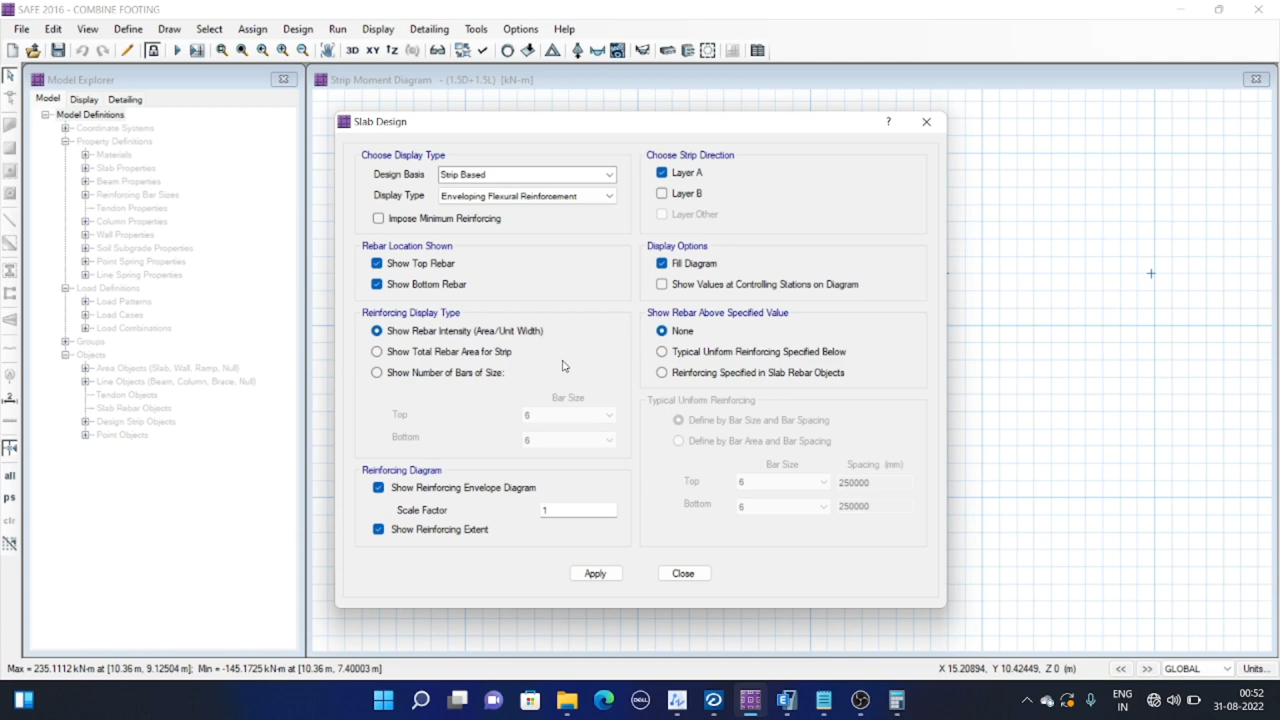 SAFE 2016 - COMBINE FOOTING
File Edit View Define Draw Select Assign Design Run Display Detailing Tools Options Help
3D XY
Model Explorer
Model Display Detailing
Model Definitions
Coordinate Systems
Property Definitions
Materials
Slab Properties
Beam Properties
Reinforcing Bar Sizes
Tendon Properties
Column Properties
Wall Properties
Soil Subgrade Properties
Point Spring Properties
Line Spring Properties
Load Definitions
Load Patterns
Load Cases
Load Combinations
Groups
Objects
Area Objects (Slab, Wall, Ramp, Null)
Line Objects (Beam, Column, Brace, Null)
Tendon Objects
Slab Rebar Objects
Design Strip Objects
Point Objects
all
ps
clr
Strip Moment Diagram - (1.5D+1.5L) [kN-m]
Slab Design
?
Choose Display Type
Design Basis Strip Based
Display Type Enveloping Flexural Reinforcement
Impose Minimum Reinforcing
Rebar Location Shown
Show Top Rebar
Show Bottom Rebar
Reinforcing Display Type
Show Rebar Intensity (Area/Unit Width)
Show Total Rebar Area for Strip
Show Number of Bars of Size:
Bar Size
Top 6
Bottom 6
Reinforcing Diagram
Show Reinforcing Envelope Diagram
Scale Factor 1
Show Reinforcing Extent
Choose Strip Direction
Layer A
Layer B
Layer Other
Display Options
Fill Diagram
Show Values at Controlling Stations on Diagram
Show Rebar Above Specified Value
None
Typical Uniform Reinforcing Specified Below
Reinforcing Specified in Slab Rebar Objects
Typical Uniform Reinforcing
Define by Bar Size and Bar Spacing
Define by Bar Area and Bar Spacing
Bar Size Spacing (mm)
Top 6 250000
Bottom 6 250000
Apply Close
Max = 235.1112 kN-m at [10.36 m, 9.12504 m]; Min = -145.1725 kN-m at [10.36 m, 7.40003 m]
X 15.20894, Y 10.42449, Z 0 (m)
<< >> GLOBAL Units...
DELL
ENG
IN
00:52
31-08-2022